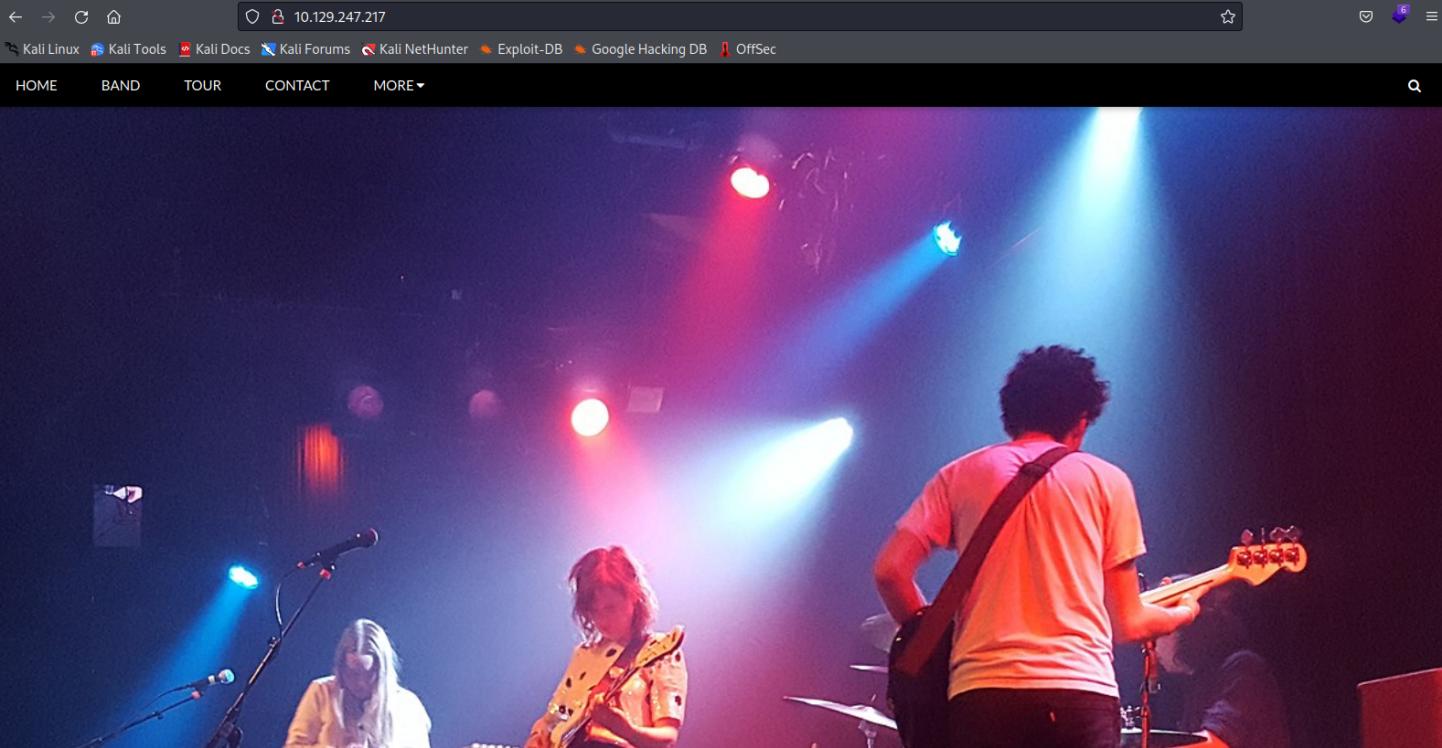 10.129.247.217
6
Kali Linux Kali Tools Kali Docs Kali Forums Kali NetHunter Exploit-DB Google Hacking DB OffSec
HOME BAND TOUR CONTACT MORE